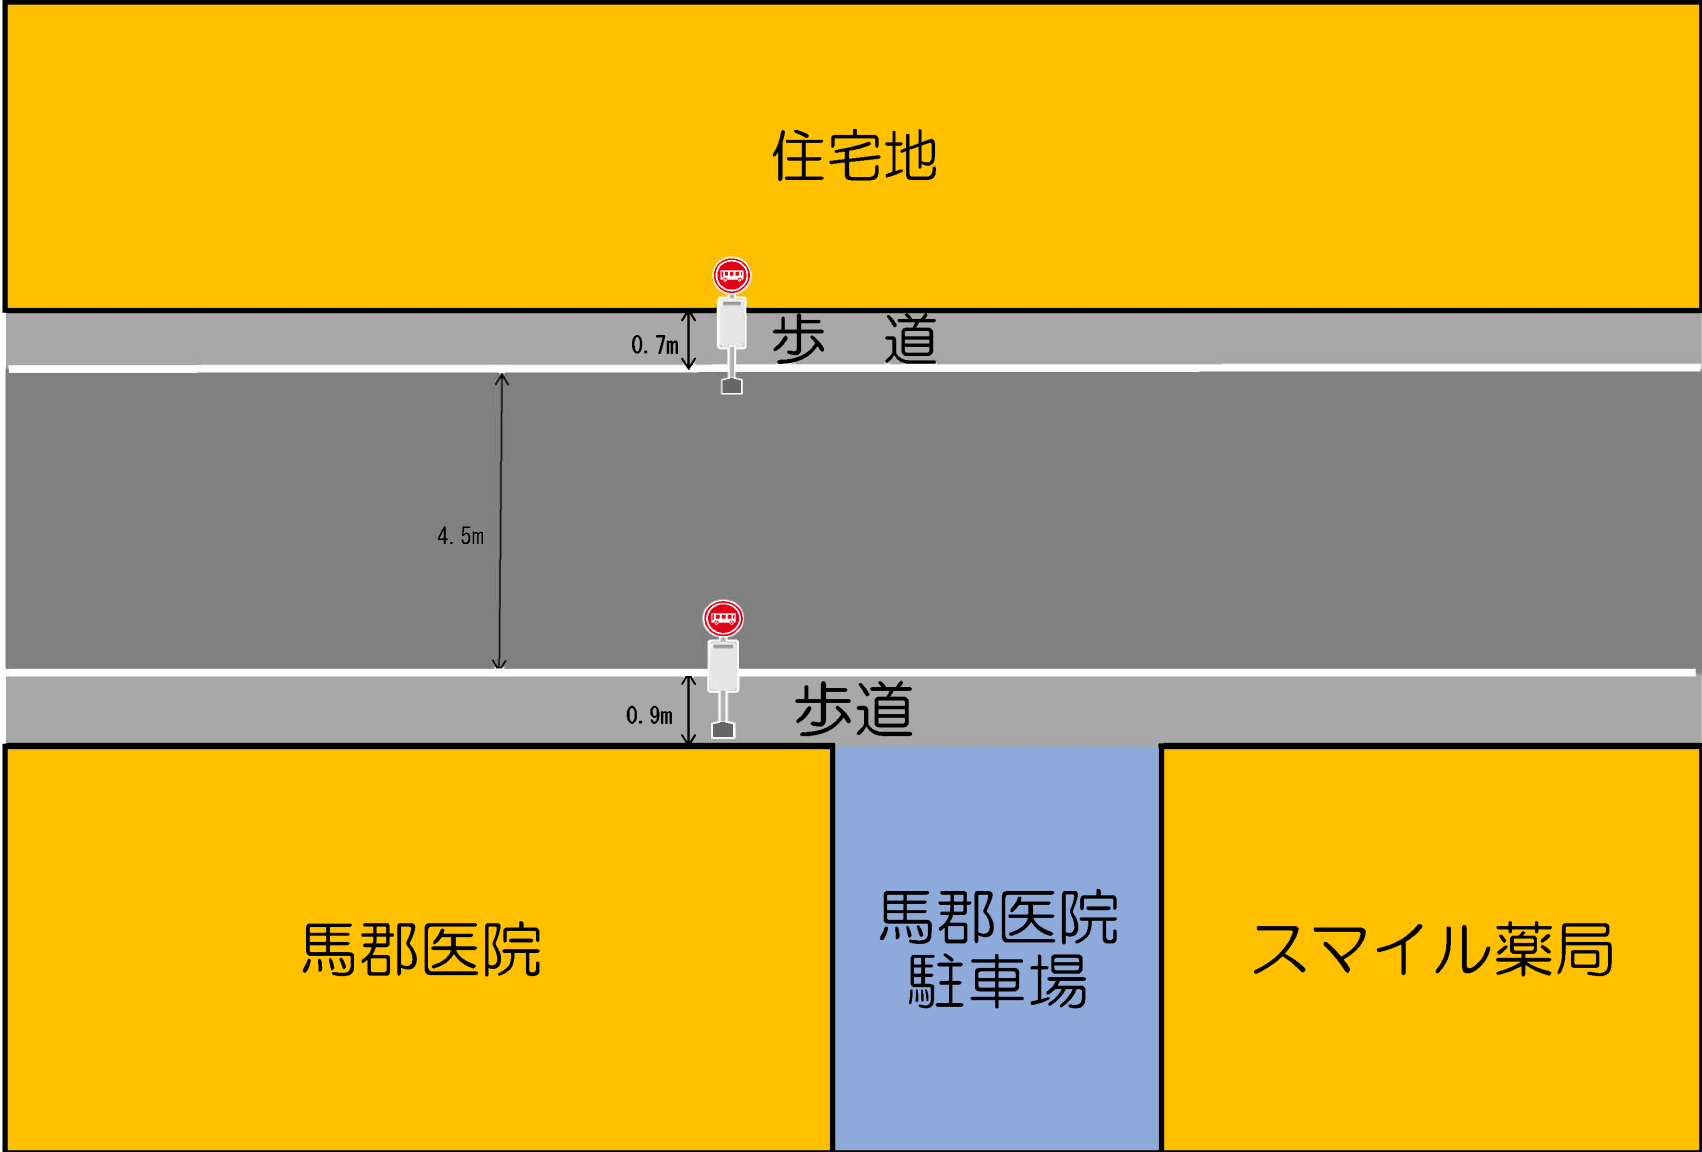 住宅地
0.7m
歩　道
4.5m
0.9m
歩道
馬郡医院
馬郡医院
駐車場
スマイル薬局